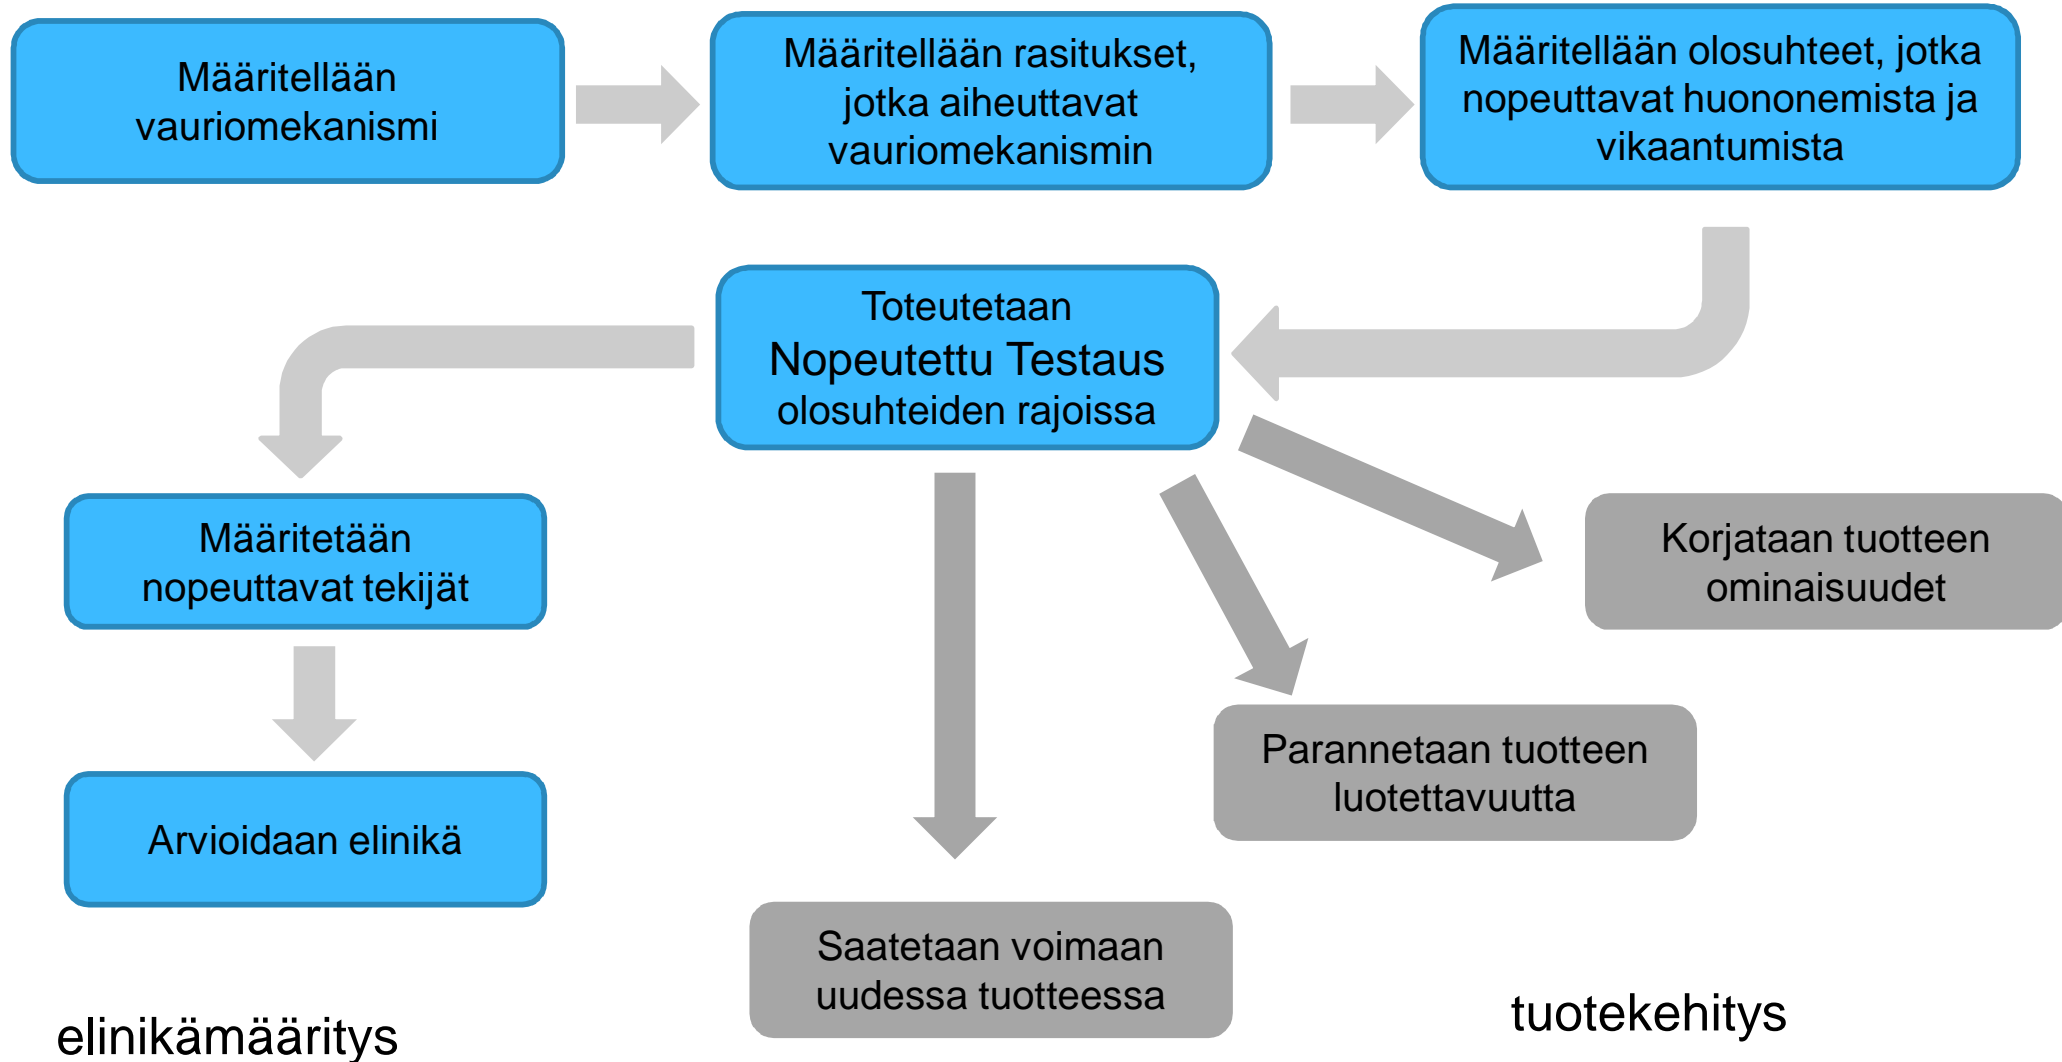 Määritellään
vauriomekanismi
Määritellään rasitukset,
jotka aiheuttavat
vauriomekanismin
Määritellään olosuhteet, jotka
nopeuttavat huononemista ja
vikaantumista
Toteutetaan
Nopeutettu Testaus
olosuhteiden rajoissa
Määritetään
nopeuttavat tekijät
Korjataan tuotteen
ominaisuudet
Parannetaan tuotteen
luotettavuutta
Arvioidaan elinikä
Saatetaan voimaan
uudessa tuotteessa
elinikämääritys
tuotekehitys